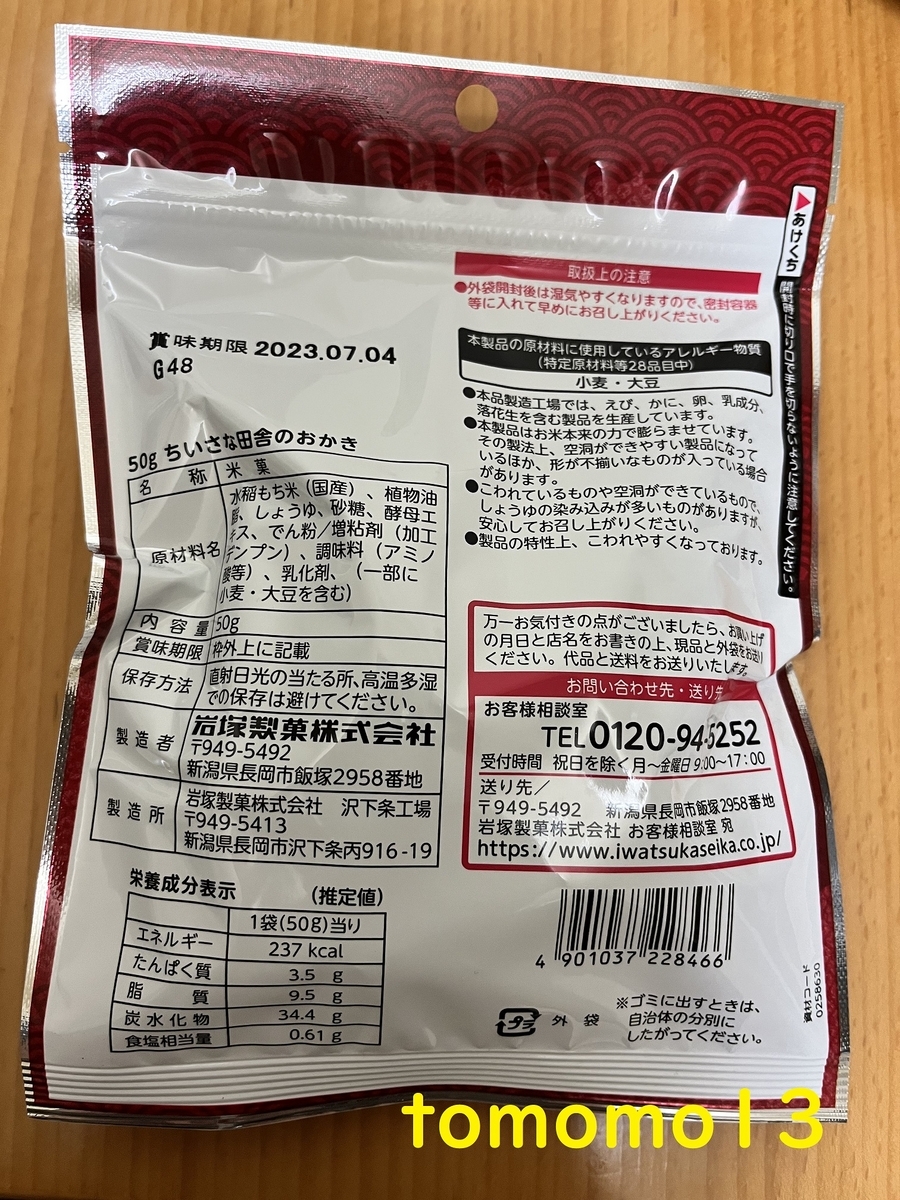 あけくち
開封時に切り口で手を切らないように注意してください。
取扱上の注意
●外袋開封後は湿気やすくなりますので、密封容器
等に入れて早めにお召し上がりください。
賞味期限 2023.07.04
G48
本製品の原材料に使用しているアレルギー物質
(特定原材料等28品目中)
小麦・大豆
●本品製造工場では、えび、かに、卵、乳成分、
落花生を含む製品を生産しています。
●本製品はお米本来の力で膨らませています。
その製法上、空洞ができやすい製品になって
いるほか、形が不揃いなものが入っている場合
があります。
●こわれているものや空洞ができているもので、
しょうゆの染み込みが多いものがありますが、
安心してお召し上がりください。
●製品の特性上、こわれやすくなっております。
50g ちいさな田舎のおかき
名称 米菓
原材料名
水稲もち米(国産)、植物油
脂、しょうゆ、砂糖、酵母エ
キス、でん粉/増粘剤(加工
デンプン)、調味料(アミノ
酸等)、乳化剤、(一部に
小麦・大豆を含む)
内容量 50g
賞味期限 枠外上に記載
保存方法
直射日光の当たる所、高温多湿
での保存は避けてください。
製造者
岩塚製菓株式会社
〒949-5492
新潟県長岡市飯塚2958番地
製造所
岩塚製菓株式会社 沢下条工場
〒949-5413
新潟県長岡市沢下条丙916-19
万一お気付きの点がございましたら、お買い上げ
の月日と店名をお書きの上、現品と外袋をお送り
ください。代品と送料をお送りいたします。
お問い合わせ先・送り先
お客様相談室
TEL0120-94-5252
受付時間 祝日を除く月～金曜日 9:00～17:00
送り先／
〒949-5492 新潟県長岡市飯塚2958番地
岩塚製菓株式会社 お客様相談室 宛
https://www.iwatsukaseika.co.jp/
栄養成分表示 (推定値)
1袋(50g)当り
エネルギー 237 kcal
たんぱく質 3.5 g
脂質 9.5 g
炭水化物 34.4 g
食塩相当量 0.61 g
4 901037 228466
プラ 外袋
※ゴミに出すときは、
自治体の分別に
したがってください。
資材コード
0258630
tomomo13